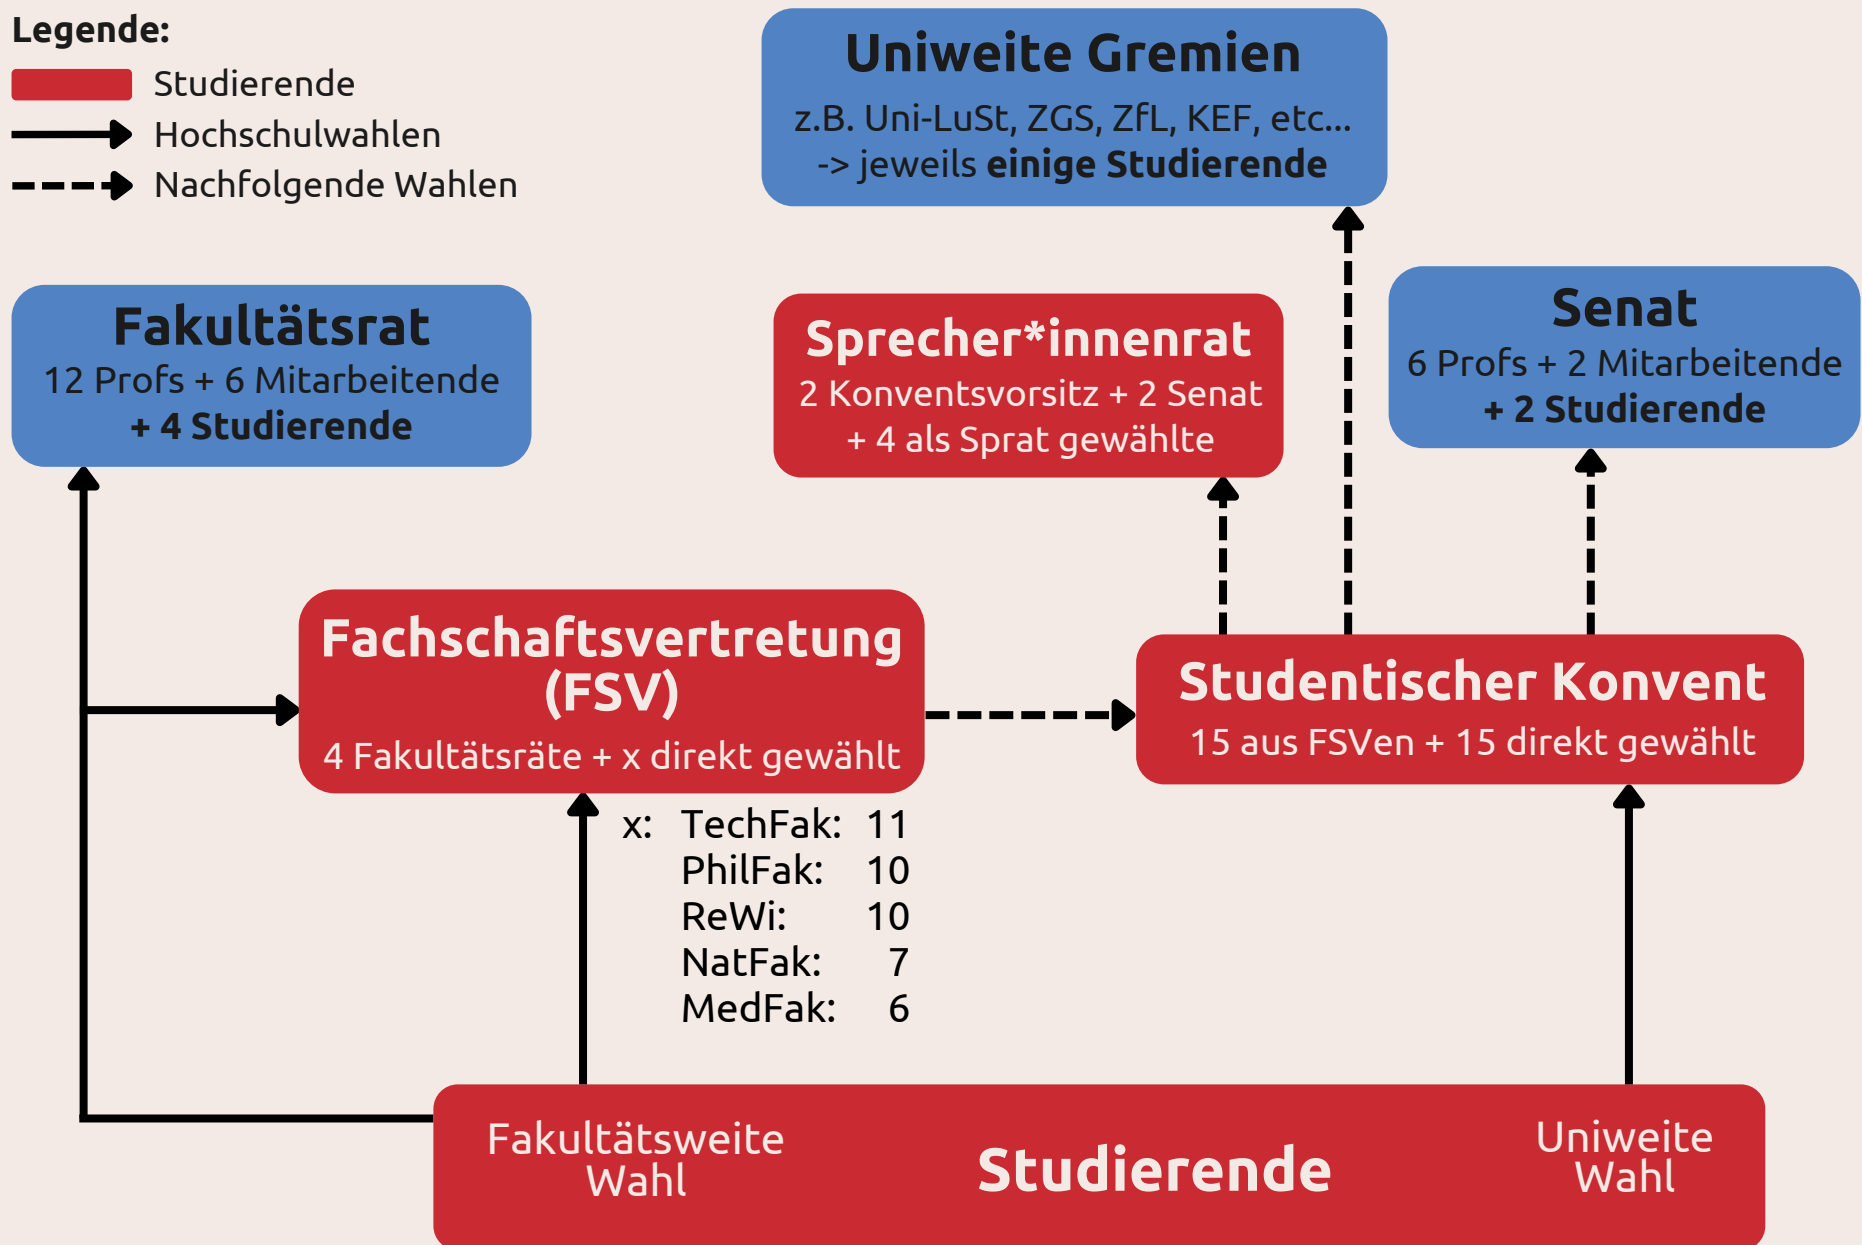 Legende:
Studierende
Hochschulwahlen
Nachfolgende Wahlen
Uniweite Gremien
z.B. Uni-LuSt, ZGS, ZfL, KEF, etc...
-> jeweils einige Studierende
Fakultätsrat
12 Profs + 6 Mitarbeitende
+ 4 Studierende
Sprecher*innenrat
2 Konventsvorsitz + 2 Senat
+ 4 als Sprat gewählte
Senat
6 Profs + 2 Mitarbeitende
+ 2 Studierende
Fachschaftsvertretung
(FSV)
4 Fakultätsräte + x direkt gewählt
Studentischer Konvent
15 aus FSVen + 15 direkt gewählt
x: TechFak: 11
PhilFak: 10
ReWi: 10
NatFak: 7
MedFak: 6
Fakultätsweite
Wahl
Studierende
Uniweite
Wahl